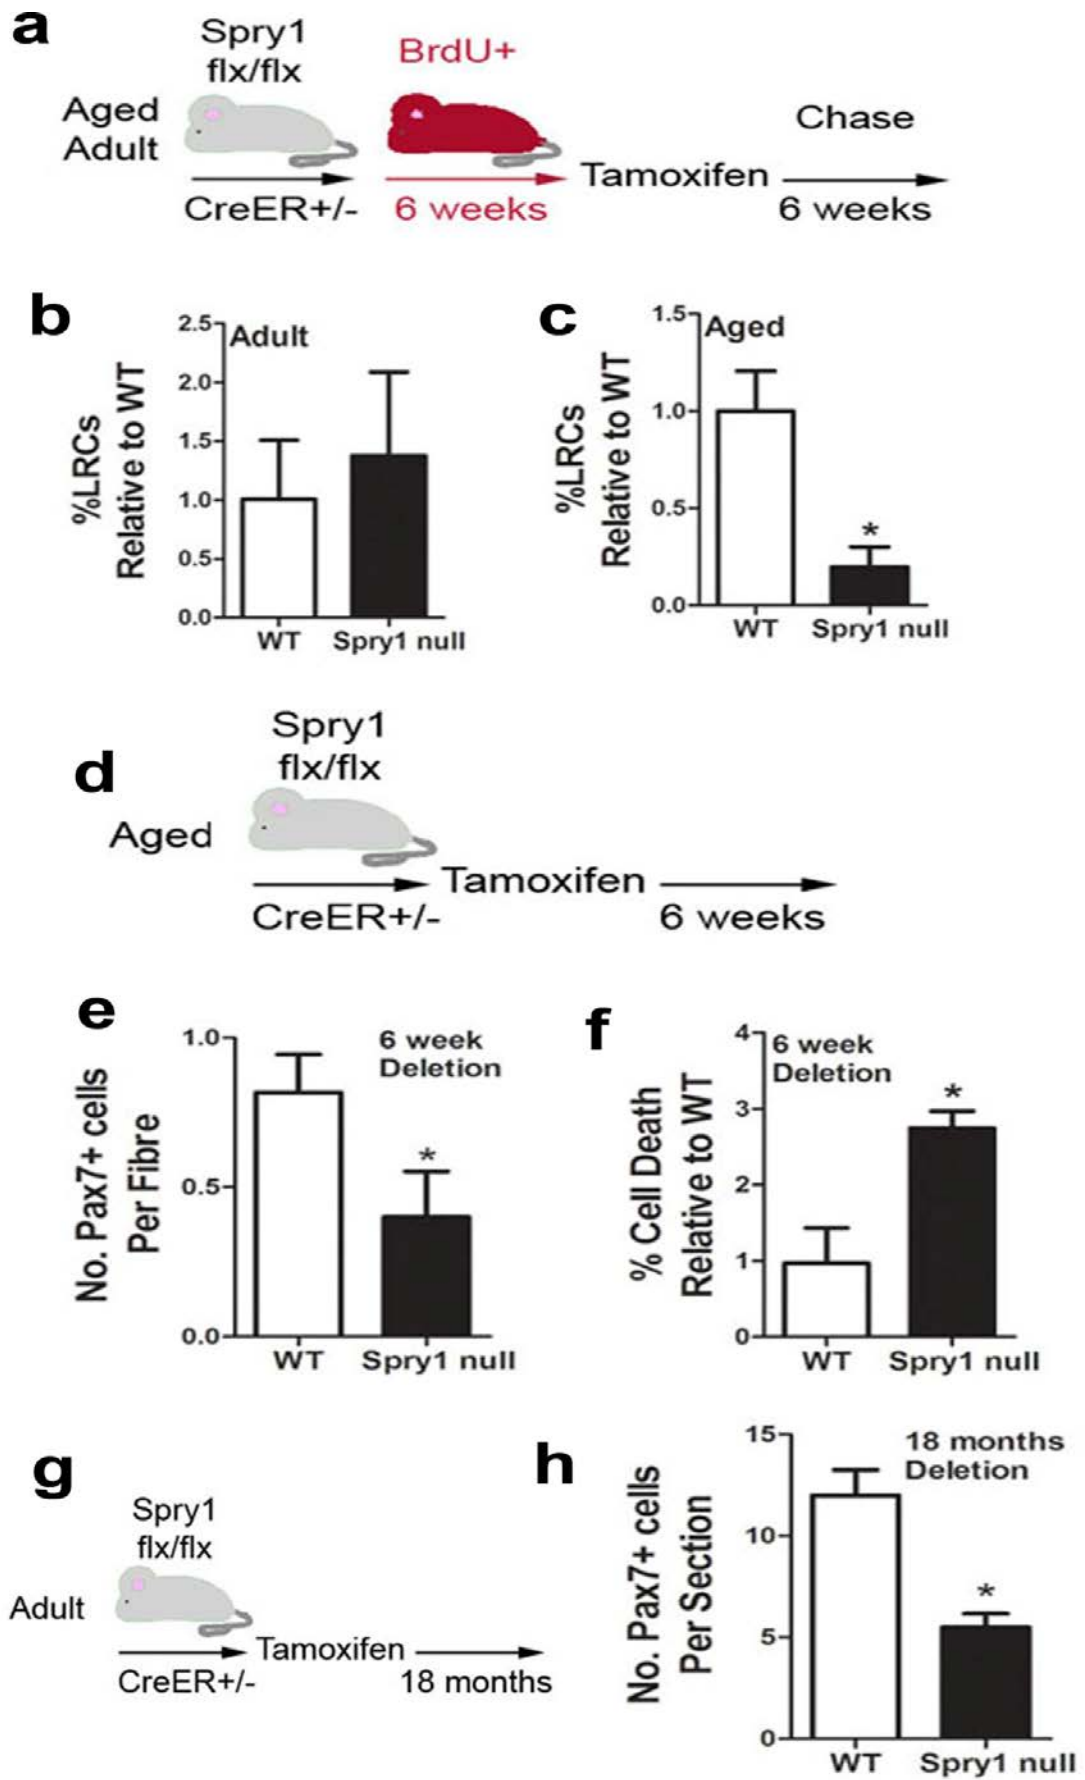 a
Spry1
flx/flx
BrdU+
Aged
Adult
Chase
Tamoxifen
CreER+/-
6 weeks
6 weeks
b
%LRCs
Relative to WT
2.5
2.0
1.5
1.0
0.5
0.0
Adult
WT
Spry1 null
c
%LRCs
Relative to WT
1.5
1.0
0.5
0.0
Aged
*
WT
Spry1 null
d
Spry1
flx/flx
Aged
Tamoxifen
CreER+/-
6 weeks
e
No. Pax7+ cells
Per Fibre
1.0
0.5
0.0
6 week
Deletion
*
WT
Spry1 null
f
% Cell Death
Relative to WT
4
3
2
1
0
6 week
Deletion
*
WT
Spry1 null
g
Spry1
flx/flx
Adult
Tamoxifen
CreER+/-
18 months
h
No. Pax7+ cells
Per Section
15
10
5
0
18 months
Deletion
*
WT
Spry1 null